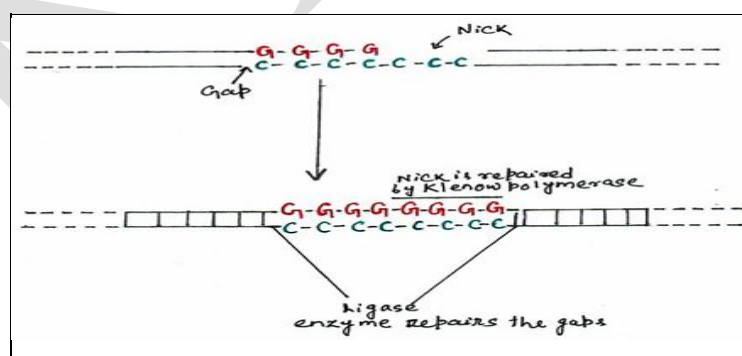 Nick
G- G- G- G
C- C- C- C-C -C-C
Gap
Nick is repaired
by Klenow polymerase
G-G-G-G-G-G-G-G
-C-C-C-C-C-C-C-C
Ligase
enzyme repairs the gaps